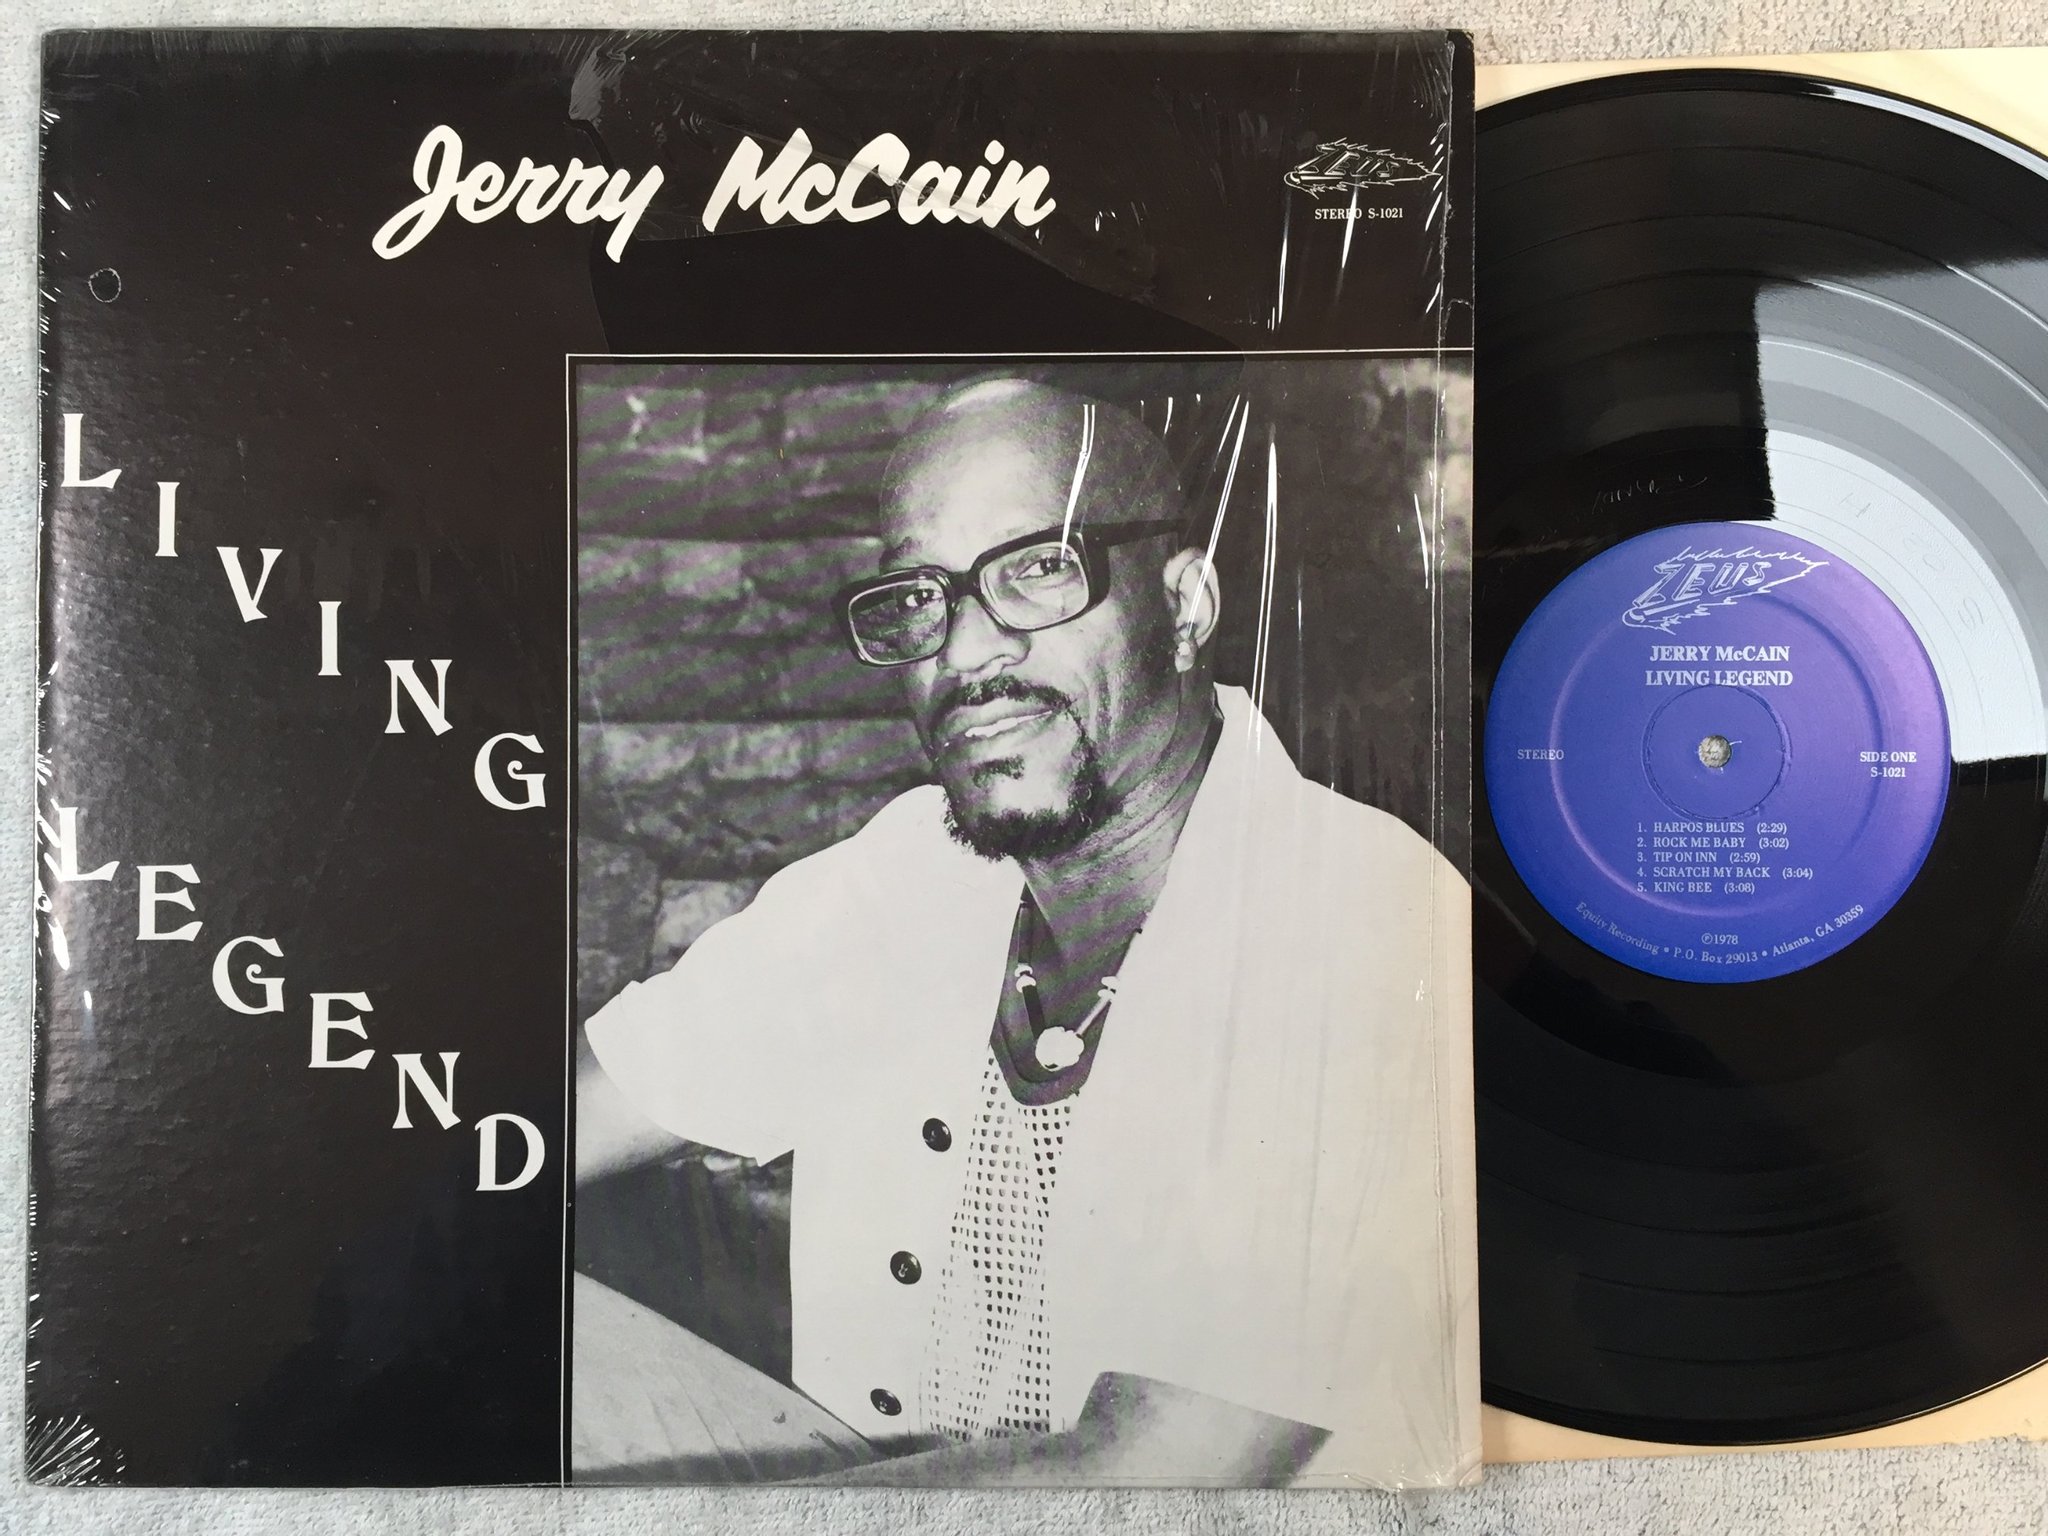 Jerry McCain
ZEUS
STEREO S-1021
LIVING
LEGEND
ZEUS
JERRY McCAIN
LIVING LEGEND
STEREO
SIDE ONE
S-1021
1. HARPOS BLUES (2:29)
2. ROCK ME BABY (3:02)
3. TIP ON INN (2:59)
4. SCRATCH MY BACK (3:04)
5. KING BEE (3:08)
℗1978
Equity Recording • P.O. Box 29013 • Atlanta, GA 30359